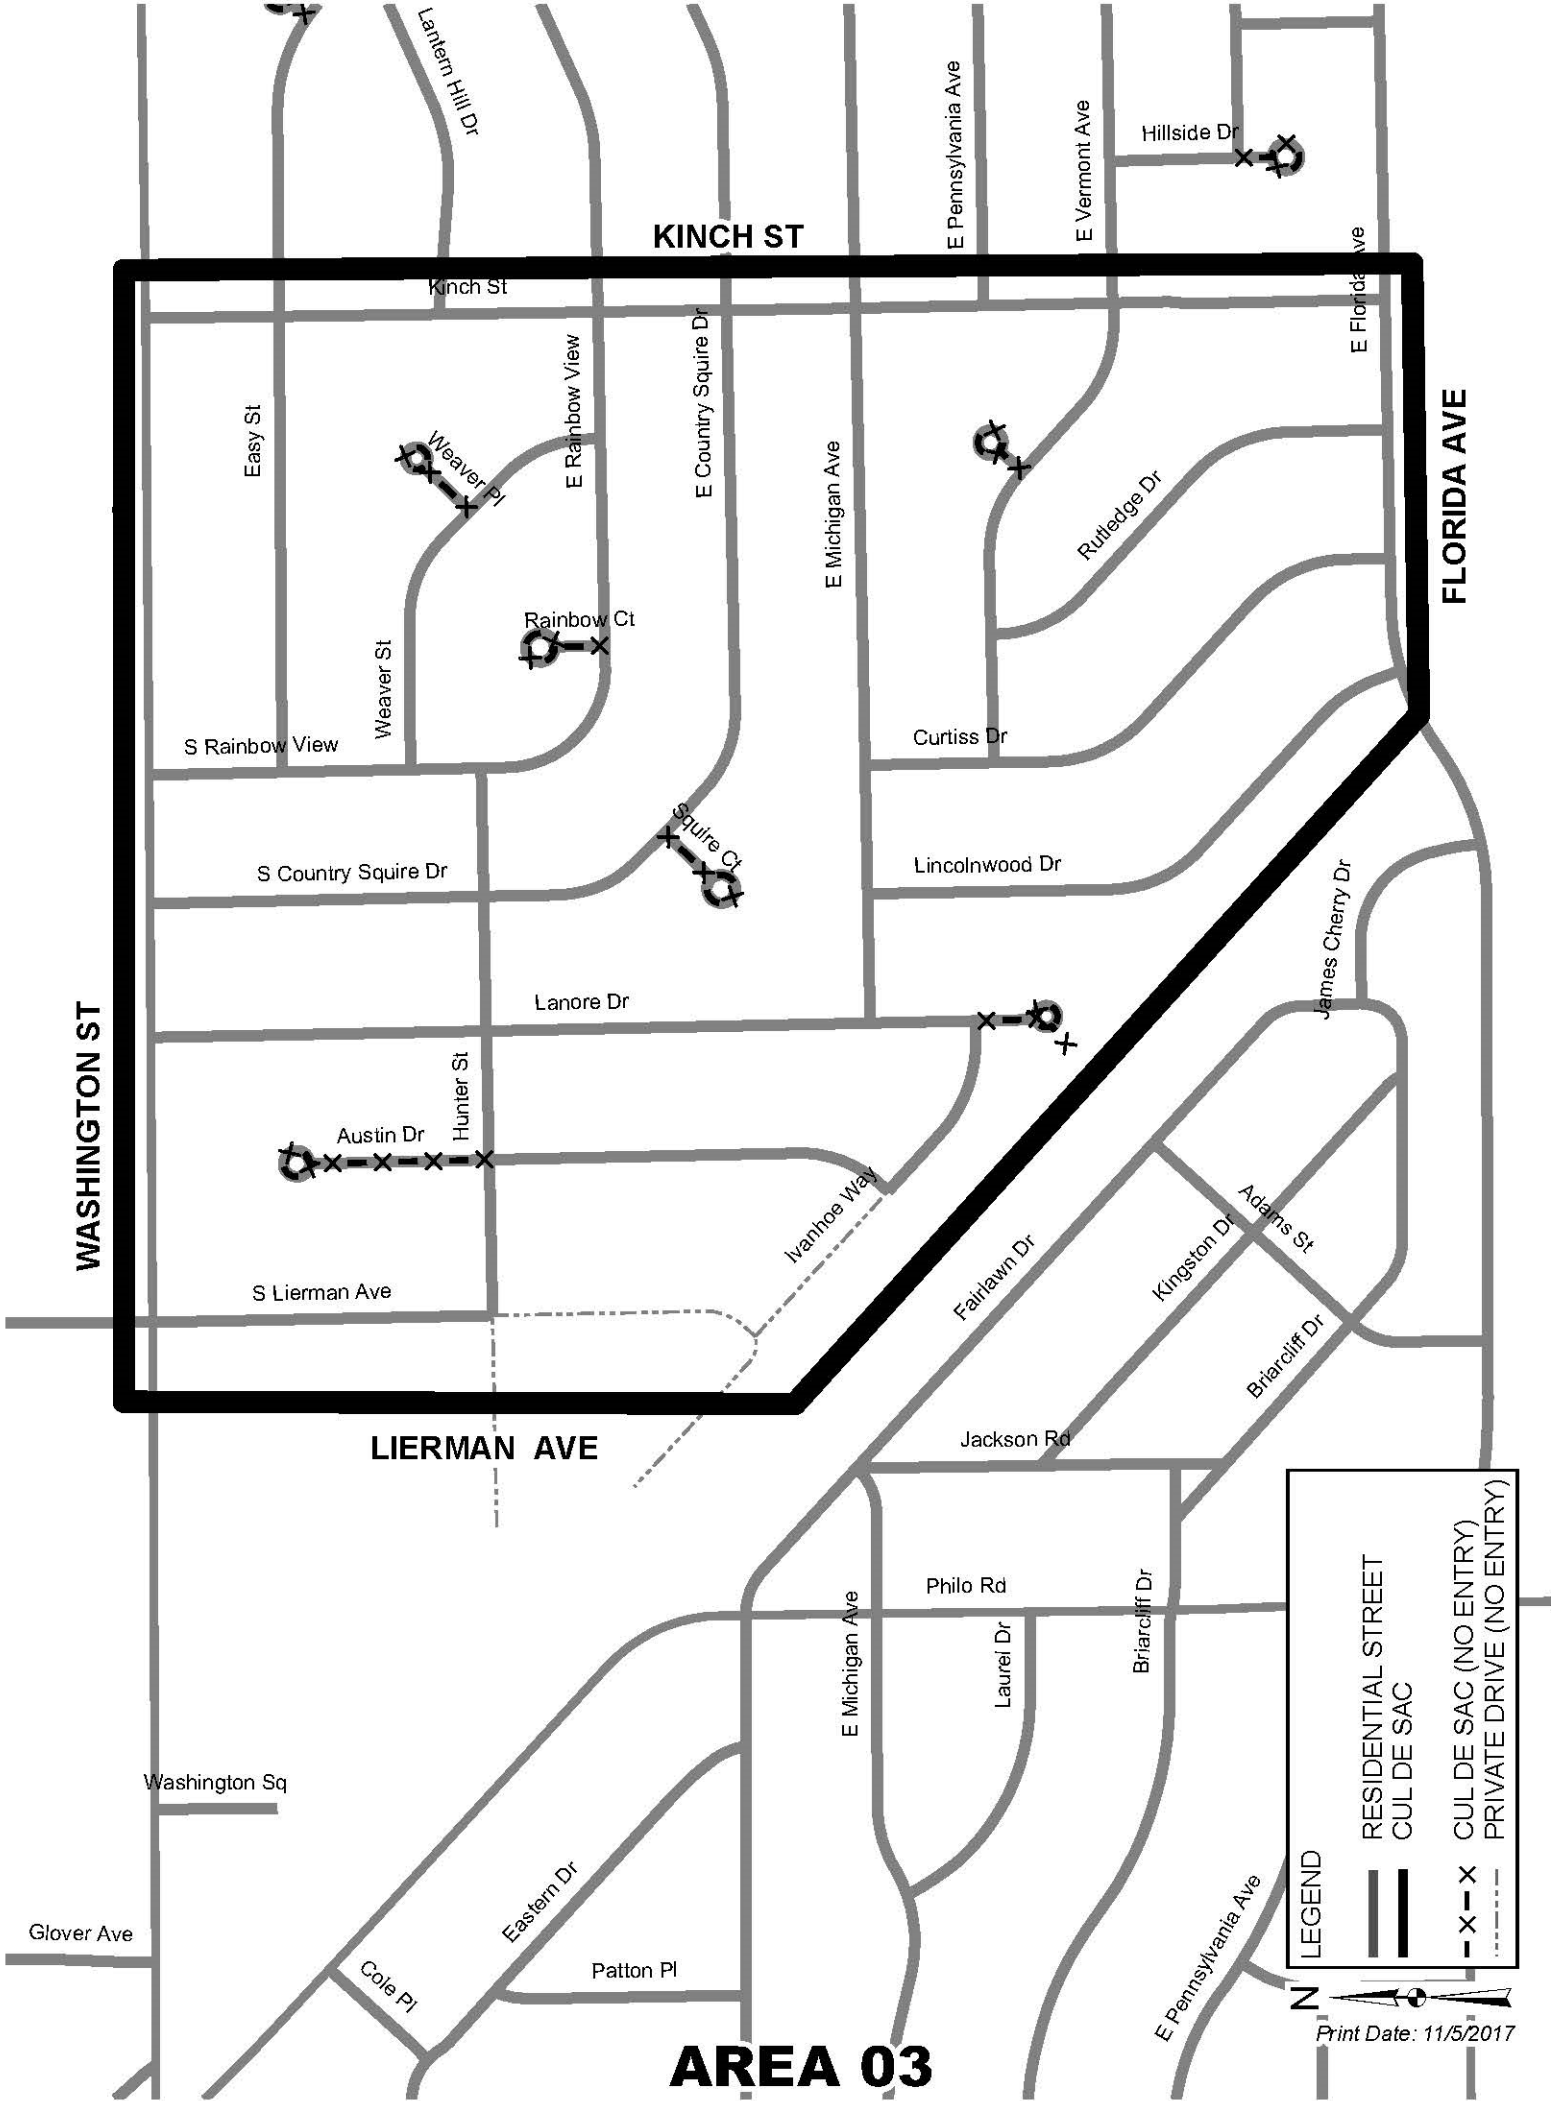 Lantern Hill Dr
E Pennsylvania Ave
E Vermont Ave
Hillside Dr
KINCH ST
Kinch St
E Florida Ave
Easy St
Weaver Pl
E Rainbow View
E Country Squire Dr
E Michigan Ave
Rutledge Dr
FLORIDA AVE
Rainbow Ct
Weaver St
S Rainbow View
Curtiss Dr
Squire Ct
S Country Squire Dr
Lincolnwood Dr
James Cherry Dr
Lanore Dr
WASHINGTON ST
Hunter St
Austin Dr
Ivanhoe Way
Adams St
Kingston Dr
Fairlawn Dr
S Lierman Ave
Briarcliff Dr
LIERMAN AVE
Jackson Rd
Philo Rd
E Michigan Ave
Laurel Dr
Briarcliff Dr
Washington Sq
Eastern Dr
Glover Ave
Cole Pl
Patton Pl
E Pennsylvania Ave
LEGEND
RESIDENTIAL STREET
CUL DE SAC
CUL DE SAC (NO ENTRY)
PRIVATE DRIVE (NO ENTRY)
N
Print Date: 11/5/2017
AREA 03